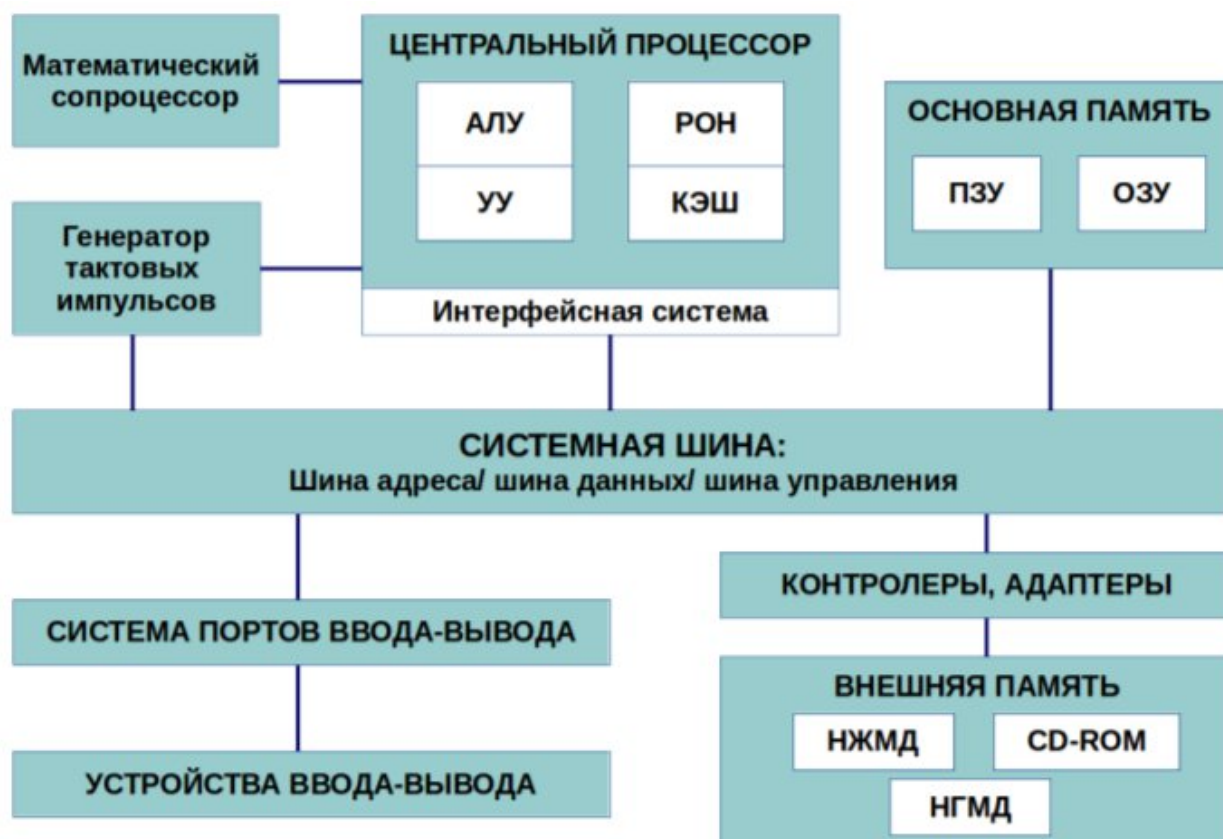 Математический
сопроцессор
ЦЕНТРАЛЬНЫЙ ПРОЦЕССОР
АЛУ
РОН
УУ
КЭШ
Интерфейсная система
ОСНОВНАЯ ПАМЯТЬ
ПЗУ
ОЗУ
Генератор
тактовых
импульсов
СИСТЕМНАЯ ШИНА:
Шина адреса/ шина данных/ шина управления
СИСТЕМА ПОРТОВ ВВОДА-ВЫВОДА
УСТРОЙСТВА ВВОДА-ВЫВОДА
КОНТРОЛЕРЫ, АДАПТЕРЫ
ВНЕШНЯЯ ПАМЯТЬ
НЖМД
CD-ROM
НГМД